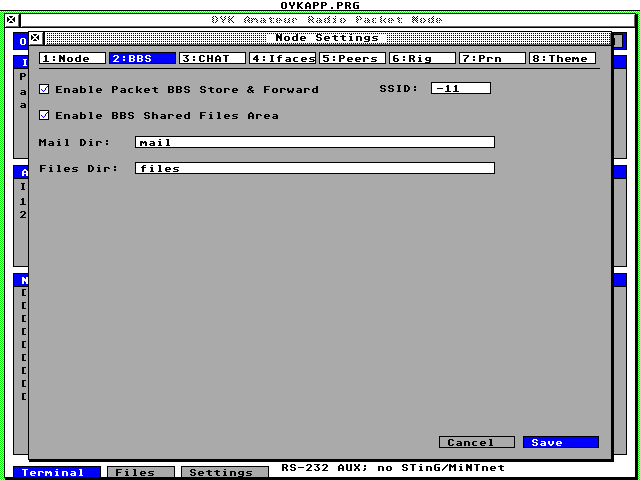 OYKAPP.PRG
OYK Amateur Radio Packet Node
Node Settings
1:Node 2:BBS 3:CHAT 4:Ifaces 5:Peers 6:Rig 7:Prn 8:Theme
Enable Packet BBS Store & Forward SSID: -11
Enable BBS Shared Files Area
Mail Dir: mail
Files Dir: files
Cancel Save
Terminal Files Settings RS-232 AUX; no STinG/MiNTnet